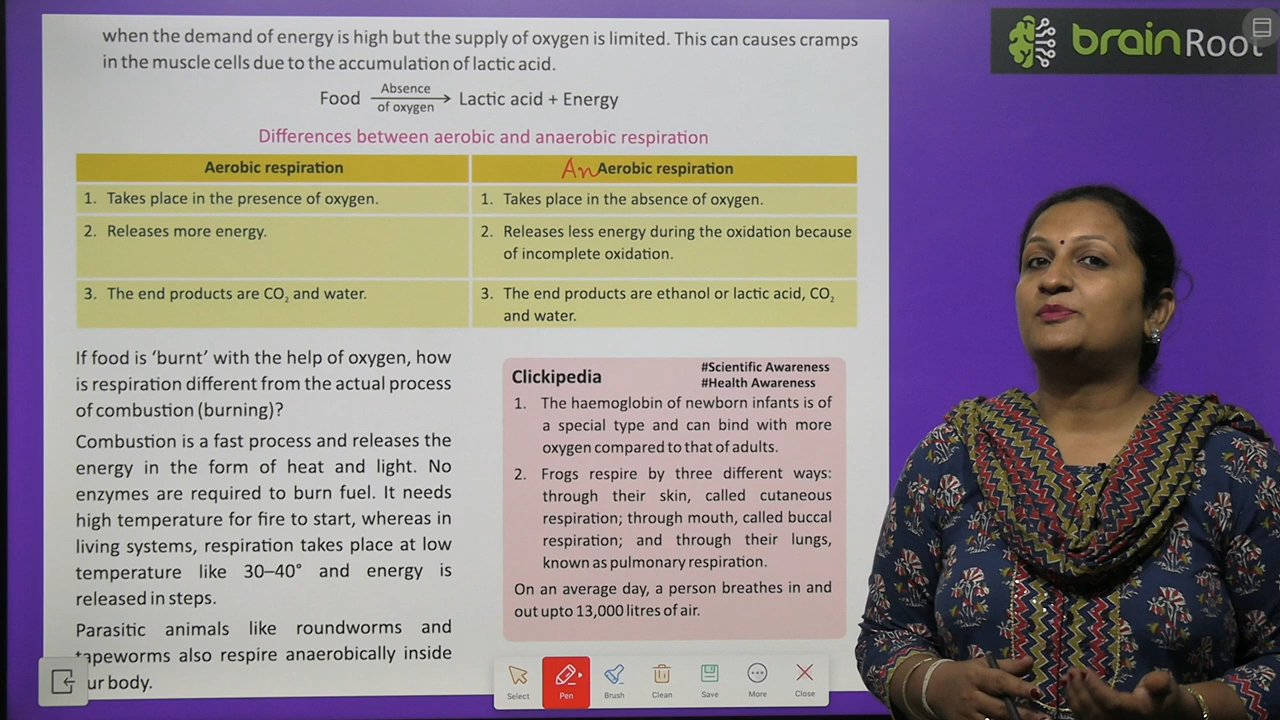 when the demand of energy is high but the supply of oxygen is limited. This can causes cramps
in the muscle cells due to the accumulation of lactic acid.
Food Absence of oxygen → Lactic acid + Energy
Differences between aerobic and anaerobic respiration
Aerobic respiration
AnAerobic respiration
1. Takes place in the presence of oxygen.
1. Takes place in the absence of oxygen.
2. Releases more energy.
2. Releases less energy during the oxidation because
of incomplete oxidation.
3. The end products are CO₂ and water.
3. The end products are ethanol or lactic acid, CO₂
and water.
If food is ‘burnt’ with the help of oxygen, how
is respiration different from the actual process
of combustion (burning)?
Combustion is a fast process and releases the
energy in the form of heat and light. No
enzymes are required to burn fuel. It needs
high temperature for fire to start, whereas in
living systems, respiration takes place at low
temperature like 30–40° and energy is
released in steps.
Parasitic animals like roundworms and
tapeworms also respire anaerobically inside
ur body.
Clickipedia
#Scientific Awareness
#Health Awareness
1. The haemoglobin of newborn infants is of
a special type and can bind with more
oxygen compared to that of adults.
2. Frogs respire by three different ways:
through their skin, called cutaneous
respiration; through mouth, called buccal
respiration; and through their lungs,
known as pulmonary respiration.
On an average day, a person breathes in and
out upto 13,000 litres of air.
Select Pen Brush Clean Save More Close
brainRoot